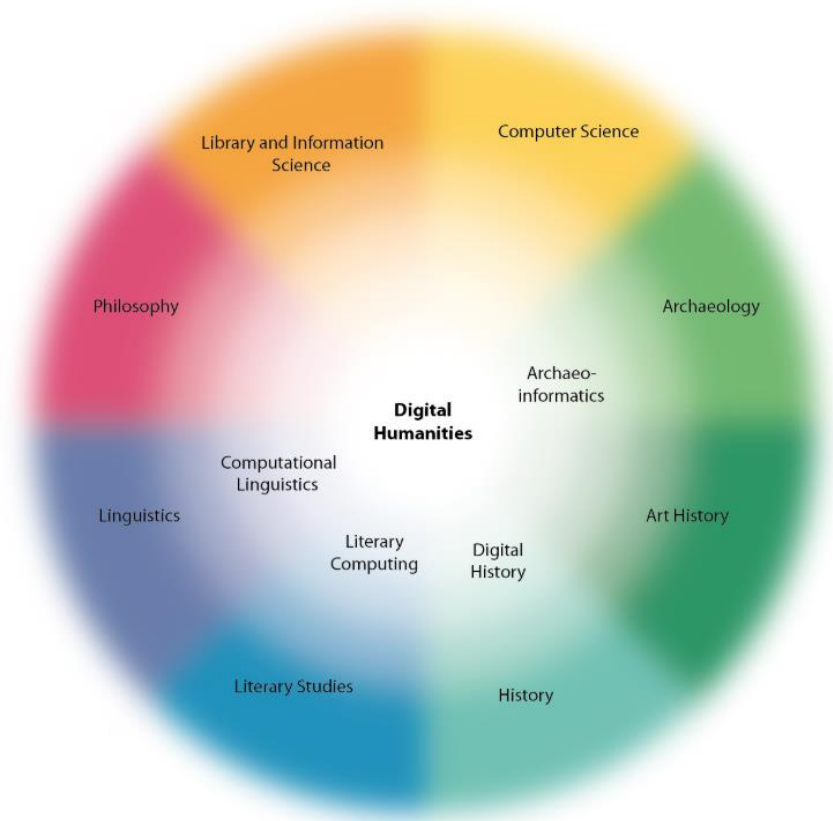 Library and Information
Science
Computer Science
Philosophy
Archaeology
Archaeo-
informatics
Digital
Humanities
Computational
Linguistics
Linguistics
Art History
Literary
Computing
Digital
History
Literary Studies
History